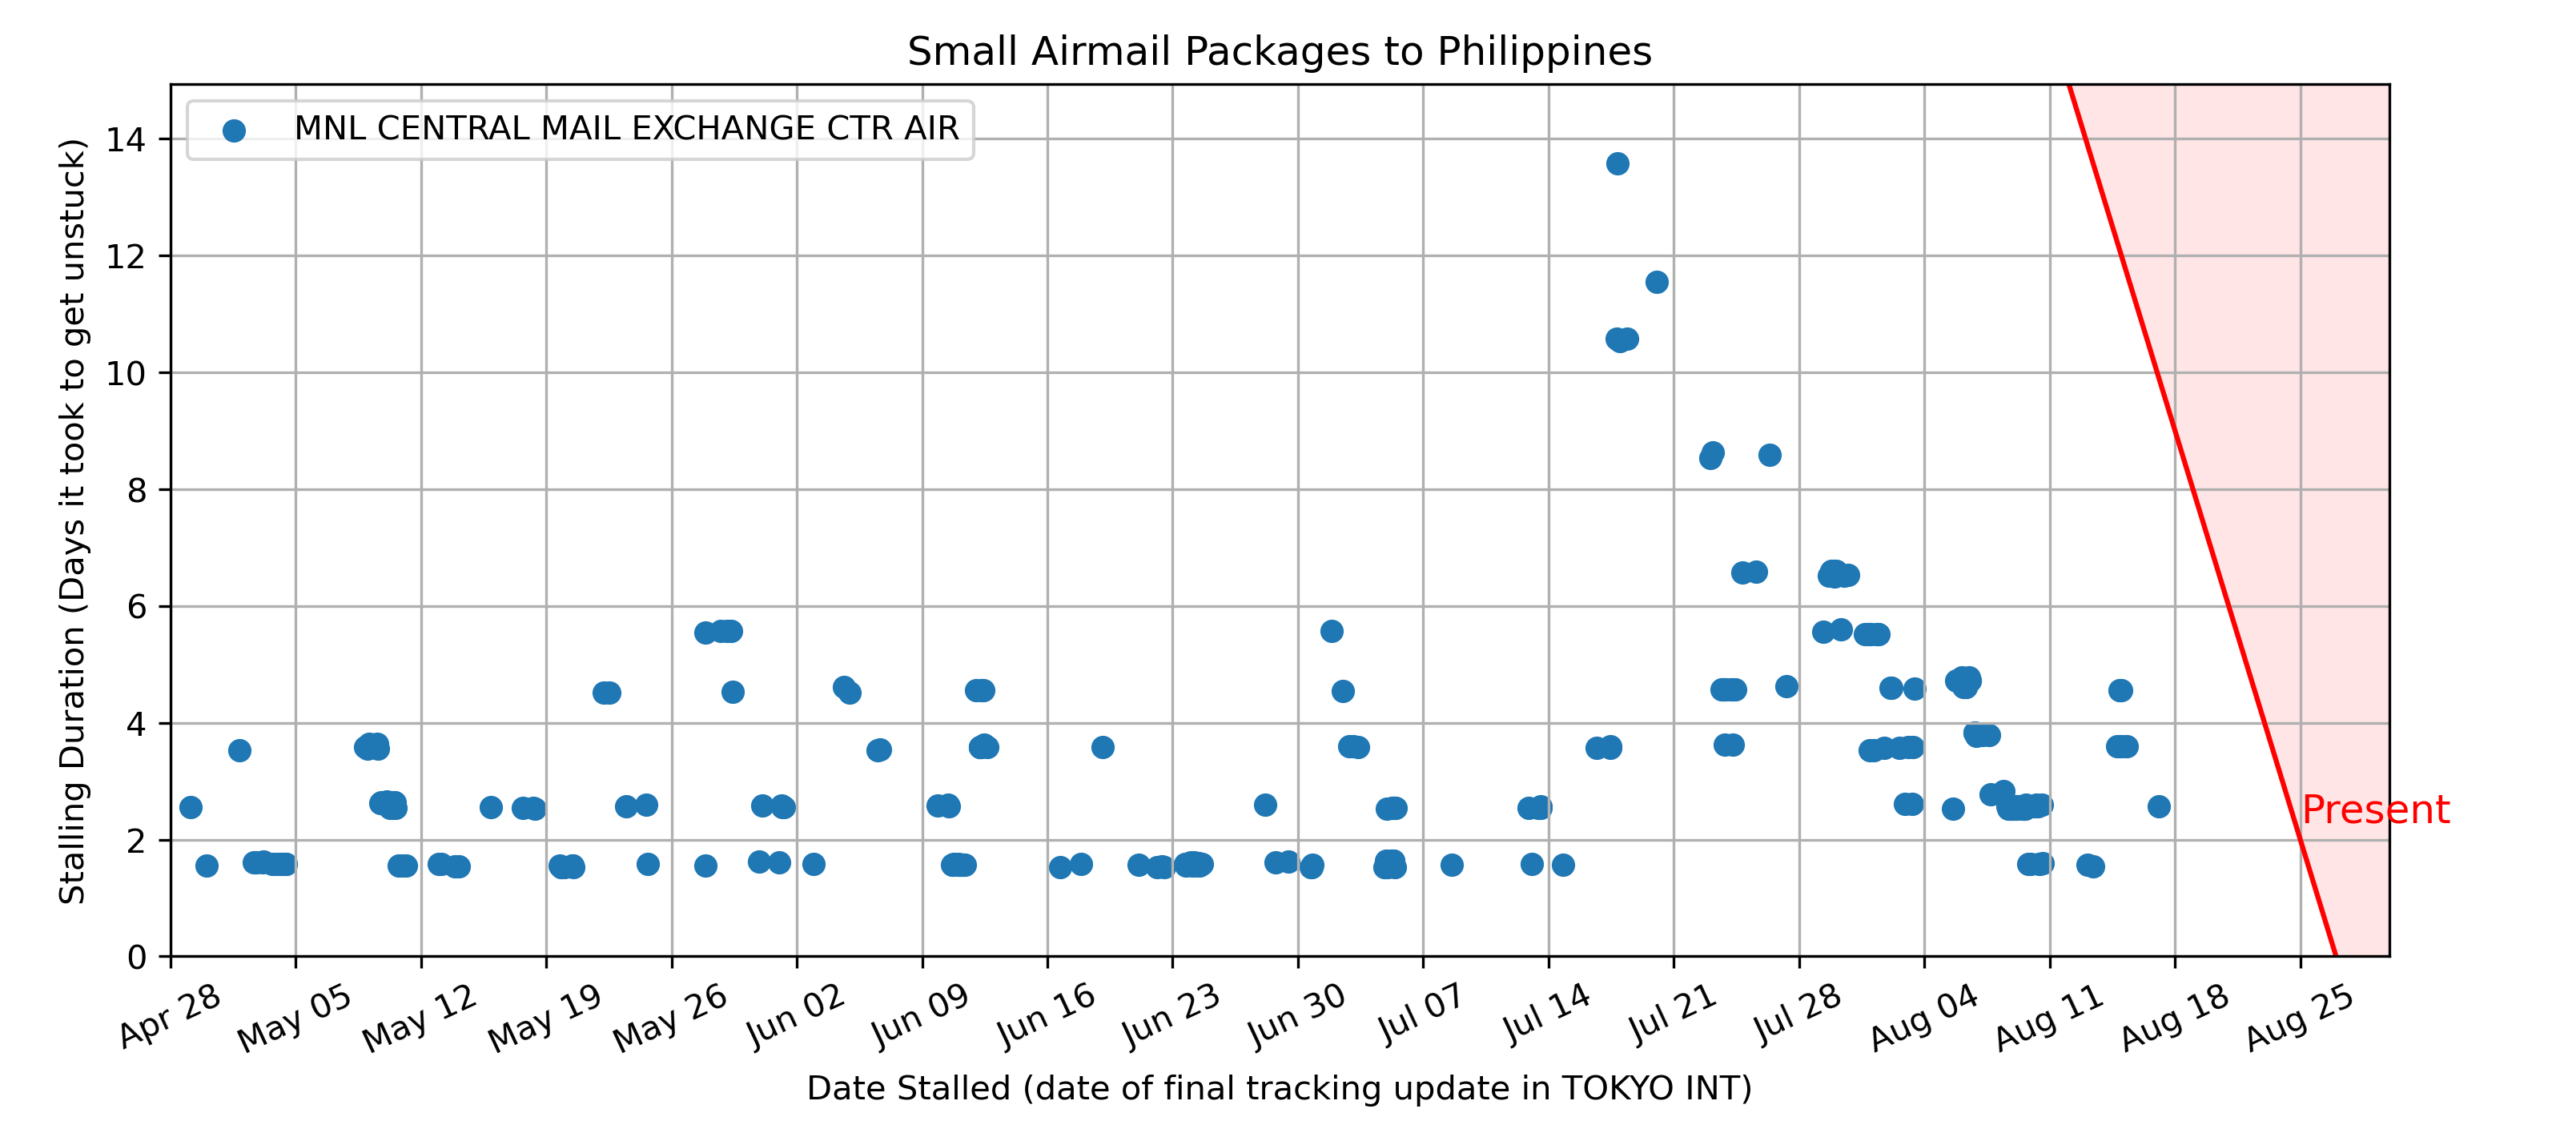 Small Airmail Packages to Philippines
MNL CENTRAL MAIL EXCHANGE CTR AIR
Stalling Duration (Days it took to get unstuck)
14
12
10
8
6
4
2
0
Present
Apr 28
May 05
May 12
May 19
May 26
Jun 02
Jun 09
Jun 16
Jun 23
Jun 30
Jul 07
Jul 14
Jul 21
Jul 28
Aug 04
Aug 11
Aug 18
Aug 25
Date Stalled (date of final tracking update in TOKYO INT)